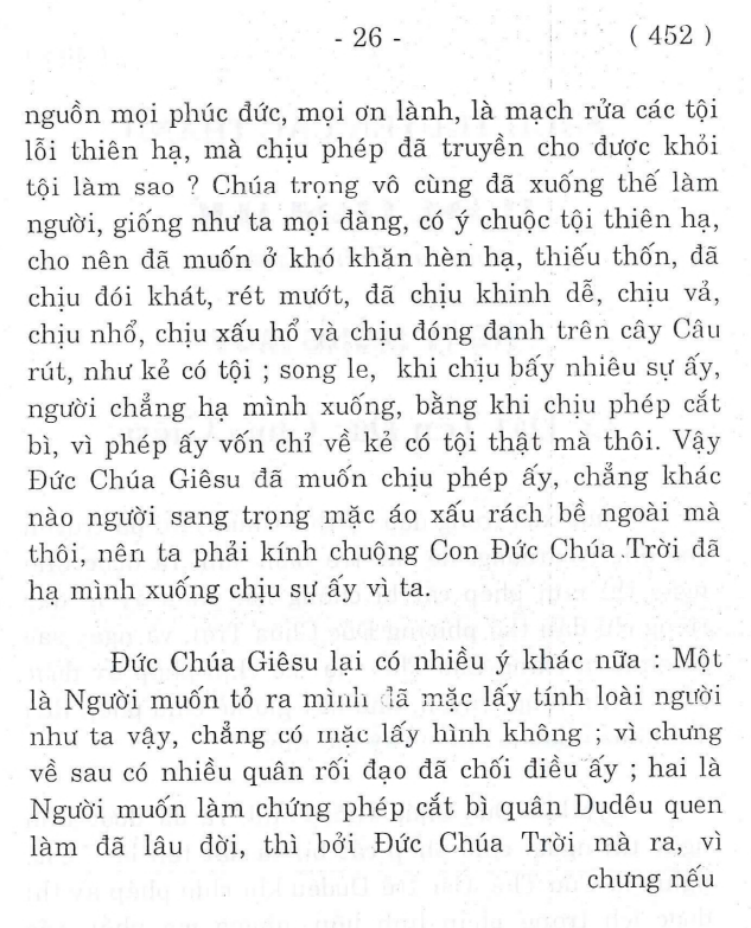 - 26 -
( 452 )
nguồn mọi phúc đức, mọi ơn lành, là mạch rửa các tội
lỗi thiên hạ, mà chịu phép đã truyền cho được khỏi
tội làm sao ? Chúa trọng vô cùng đã xuống thế làm
người, giống như ta mọi đàng, có ý chuộc tội thiên hạ,
cho nên đã muốn ở khó khăn hèn hạ, thiếu thốn, đã
chịu đói khát, rét mướt, đã chịu khinh dễ, chịu vả,
chịu nhổ, chịu xấu hổ và chịu đóng đanh trên cây Câu
rút, như kẻ có tội ; song le, khi chịu bấy nhiêu sự ấy,
người chẳng hạ mình xuống, bằng khi chịu phép cắt
bì, vì phép ấy vốn chỉ về kẻ có tội thật mà thôi. Vậy
Đức Chúa Giêsu đã muốn chịu phép ấy, chẳng khác
nào người sang trọng mặc áo xấu rách bề ngoài mà
thôi, nên ta phải kính chuộng Con Đức Chúa Trời đã
hạ mình xuống chịu sự ấy vì ta.
Đức Chúa Giêsu lại có nhiều ý khác nữa : Một
là Người muốn tỏ ra mình đã mặc lấy tính loài người
như ta vậy, chẳng có mặc lấy hình không ; vì chưng
về sau có nhiều quân rối đạo đã chối điều ấy ; hai là
Người muốn làm chứng phép cắt bì quân Dudêu quen
làm đã lâu đời, thì bởi Đức Chúa Trời mà ra, vì
chưng nếu